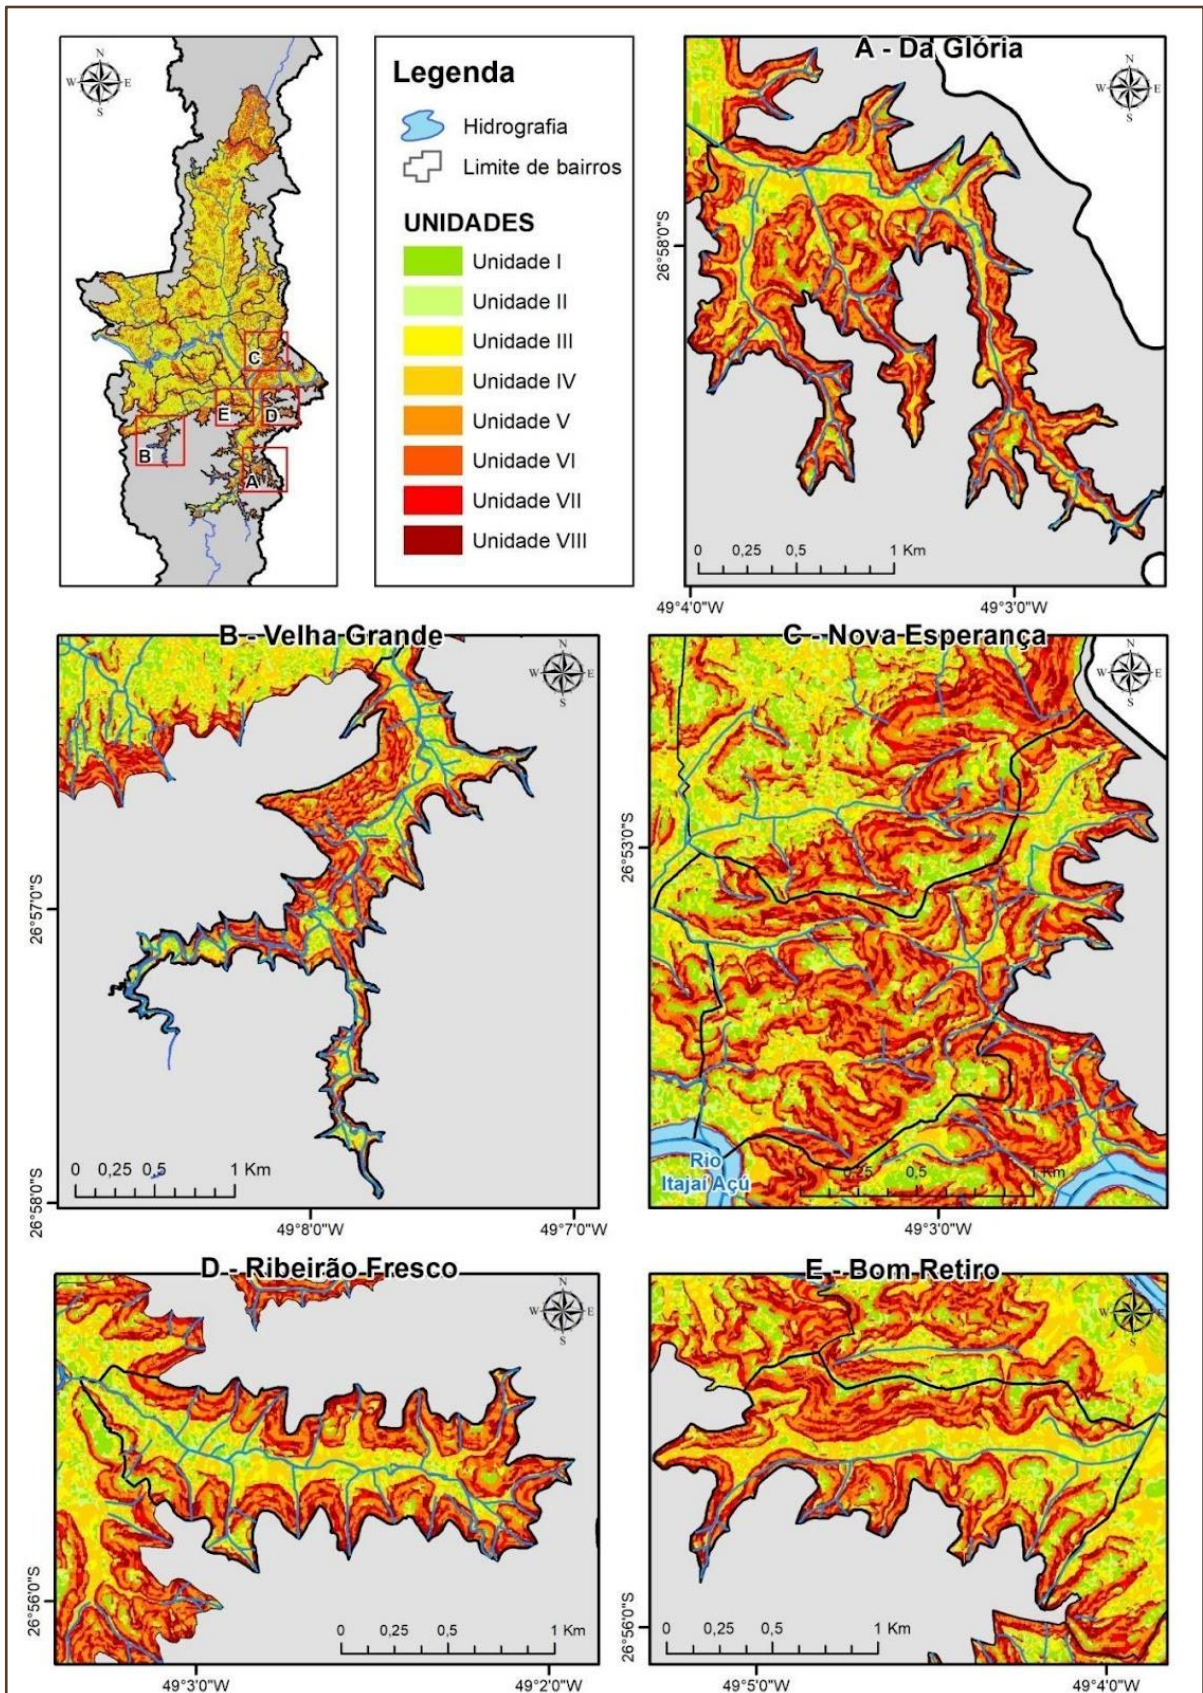 N
W E
S
C
E
D
B
A
Legenda
Hidrografia
Limite de bairros
UNIDADES
Unidade I
Unidade II
Unidade III
Unidade IV
Unidade V
Unidade VI
Unidade VII
Unidade VIII
A - Da Glória
N
W E
S
26°58'0"S
0 0,25 0,5 1 Km
49°4'0"W 49°3'0"W
B - Velha Grande
N
W E
S
26°57'0"S
0 0,25 0,5 1 Km
26°58'0"S
49°8'0"W 49°7'0"W
C - Nova Esperança
N
W E
S
26°53'0"S
Rio
Itajaí Açú
0 0,25 0,5 1 Km
49°3'0"W
D - Ribeirão Fresco
N
W E
S
26°56'0"S
0 0,25 0,5 1 Km
49°3'0"W 49°2'0"W
E - Bom Retiro
N
W E
S
26°56'0"S
0 0,25 0,5 1 Km
49°5'0"W 49°4'0"W